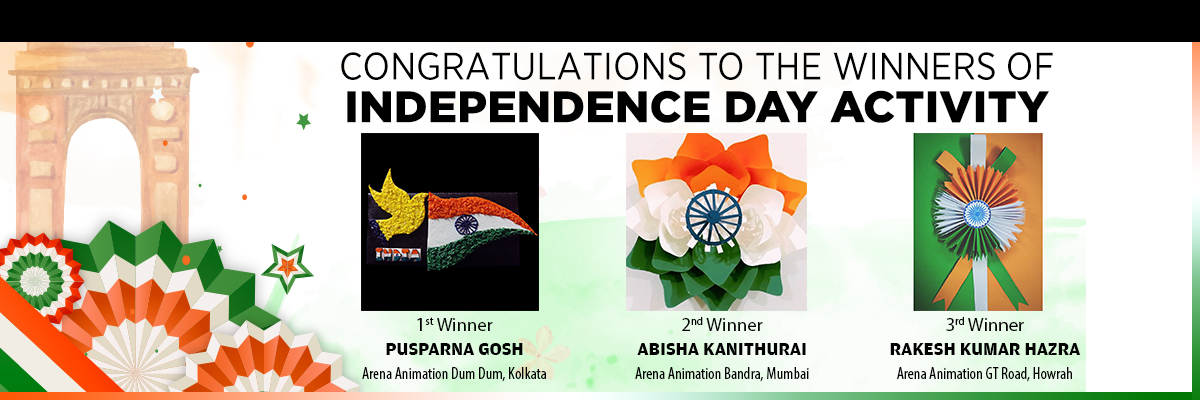 CONGRATULATIONS TO THE WINNERS OF
INDEPENDENCE DAY ACTIVITY
INDIA
1st Winner
PUSPARNA GOSH
Arena Animation Dum Dum, Kolkata
2nd Winner
ABISHA KANITHURAI
Arena Animation Bandra, Mumbai
3rd Winner
RAKESH KUMAR HAZRA
Arena Animation GT Road, Howrah